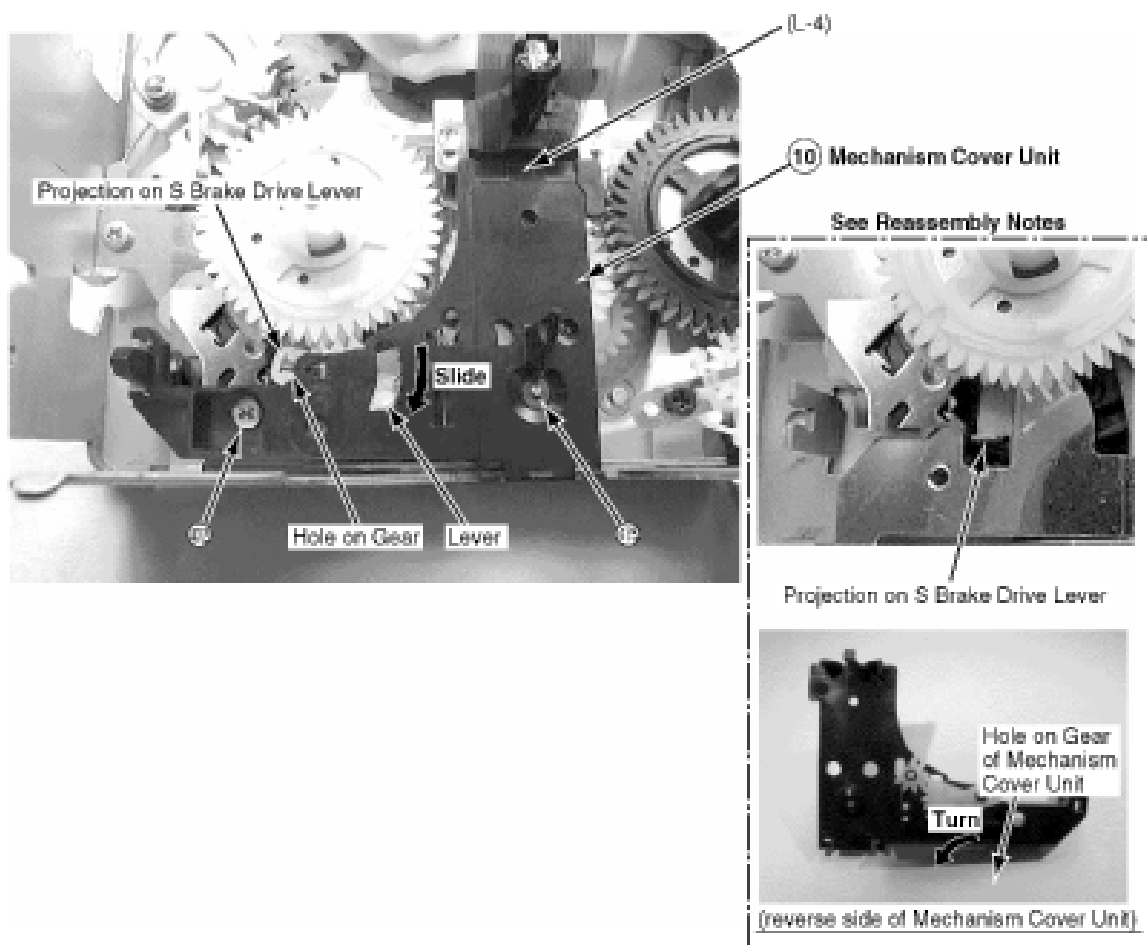 (L-4)
10 Mechanism Cover Unit
Projection on S Brake Drive Lever
See Reassembly Notes
Slide
Hole on Gear
Lever
Projection on S Brake Drive Lever
Hole on Gear
of Mechanism
Cover Unit
Turn
(reverse side of Mechanism Cover Unit)